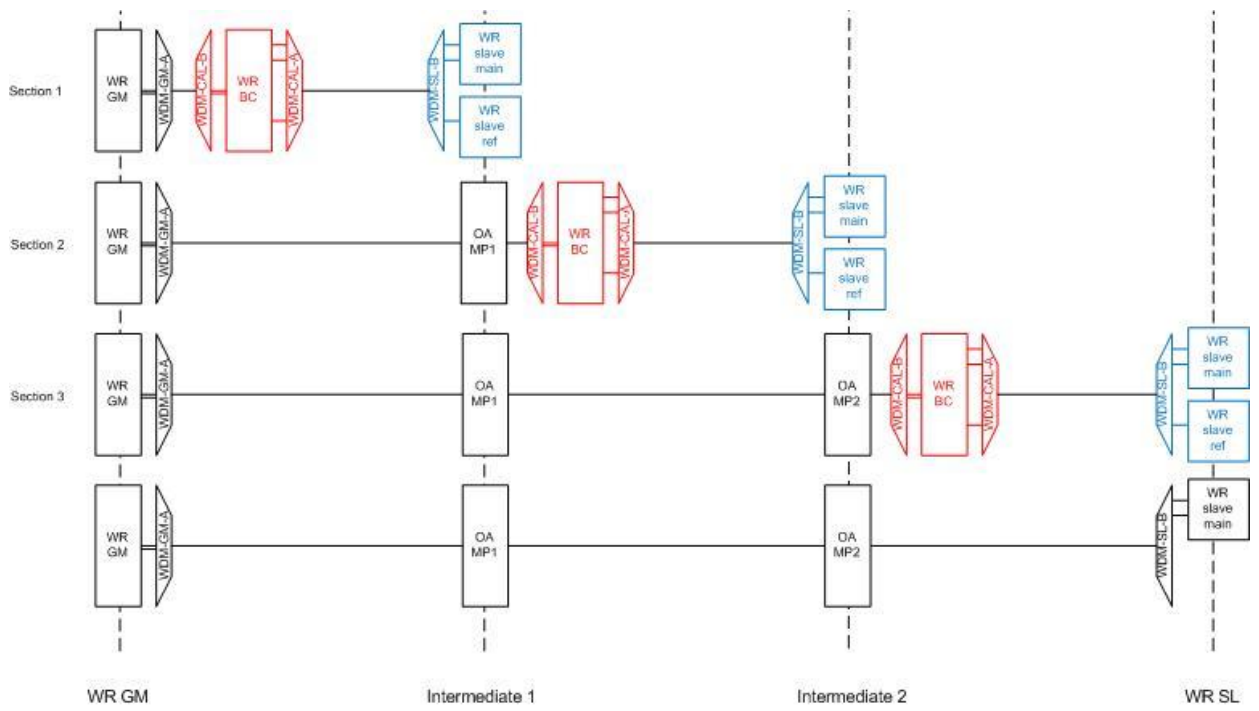 WR
GM
WDM-GM-A
WDM-CAL-B
WR
BC
WDM-CAL-A
WDM-SL-B
WR
slave
main
WR
slave
ref
Section 1
WR
GM
WDM-GM-A
OA
MP1
WDM-CAL-B
WR
BC
WDM-CAL-A
WDM-SL-B
WR
slave
main
WR
slave
ref
Section 2
WR
GM
WDM-GM-A
OA
MP1
OA
MP2
WDM-CAL-B
WR
BC
WDM-CAL-A
WDM-SL-B
WR
slave
main
WR
slave
ref
Section 3
WR
GM
WDM-GM-A
OA
MP1
OA
MP2
WDM-SL-B
WR
slave
main
WR GM
Intermediate 1
Intermediate 2
WR SL